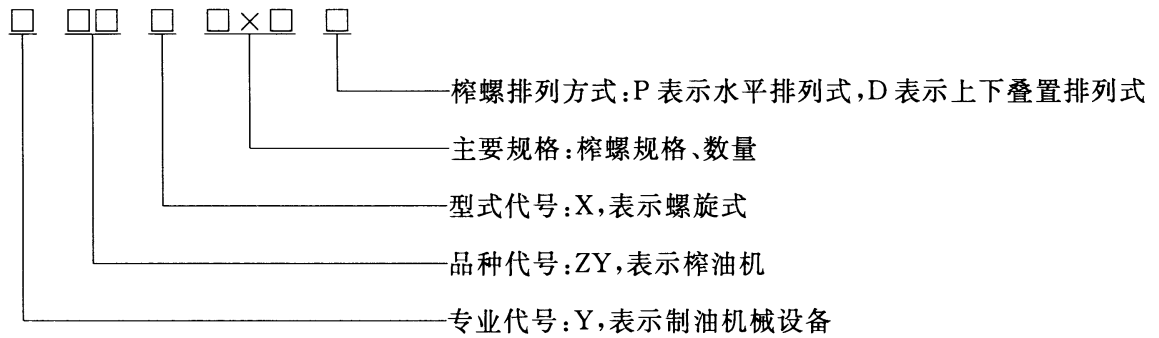 □ □□ □ □×□ □
榨螺排列方式:P表示水平排列式,D表示上下叠置排列式
主要规格:榨螺规格、数量
型式代号:X,表示螺旋式
品种代号:ZY,表示榨油机
专业代号:Y,表示制油机械设备